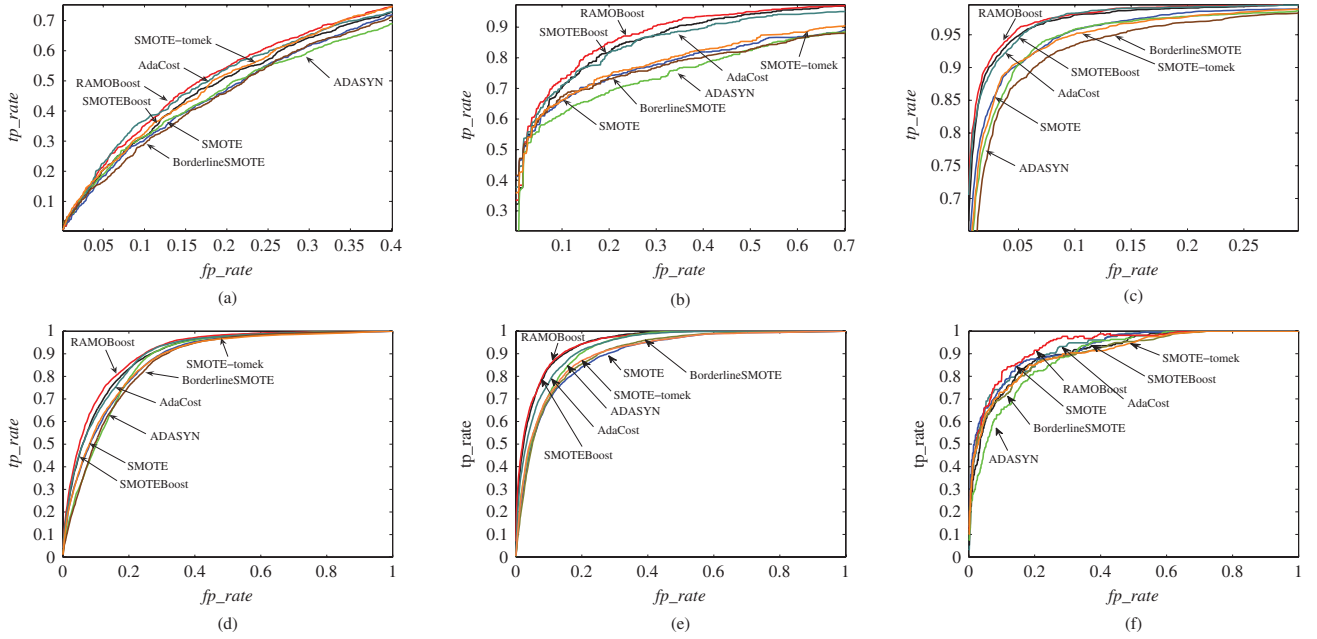 tp_rate
0.7
0.6
0.5
0.4
0.3
0.2
0.1
SMOTE−tomek
AdaCost
RAMOBoost
SMOTEBoost
ADASYN
SMOTE
BorderlineSMOTE
0.05 0.1 0.15 0.2 0.25 0.3 0.35 0.4
fp_rate
(a)
tp_rate
0.9
0.8
0.7
0.6
0.5
0.4
0.3
RAMOBoost
SMOTEBoost
AdaCost
SMOTE−tomek
ADASYN
BorerlineSMOTE
SMOTE
0.1 0.2 0.3 0.4 0.5 0.6 0.7
fp_rate
(b)
tp_rate
0.95
0.9
0.85
0.8
0.75
0.7
RAMOBoost
BorderlineSMOTE
SMOTE−tomek
SMOTEBoost
AdaCost
SMOTE
ADASYN
0.05 0.1 0.15 0.2 0.25
fp_rate
(c)
tp_rate
1
0.9
0.8
0.7
0.6
0.5
0.4
0.3
0.2
0.1
0
RAMOBoost
SMOTE−tomek
BorderlineSMOTE
AdaCost
ADASYN
SMOTE
SMOTEBoost
0 0.2 0.4 0.6 0.8 1
fp_rate
(d)
tp_rate
1
0.9
0.8
0.7
0.6
0.5
0.4
0.3
0.2
0.1
0
RAMOBoost
SMOTE
BorderlineSMOTE
SMOTE−tomek
ADASYN
AdaCost
SMOTEBoost
0 0.2 0.4 0.6 0.8 1
fp_rate
(e)
tp_rate
1
0.9
0.8
0.7
0.6
0.5
0.4
0.3
0.2
0.1
0
SMOTE−tomek
SMOTEBoost
RAMOBoost
AdaCost
SMOTE
BorderlineSMOTE
ADASYN
0 0.2 0.4 0.6 0.8 1
fp_rate
(f)